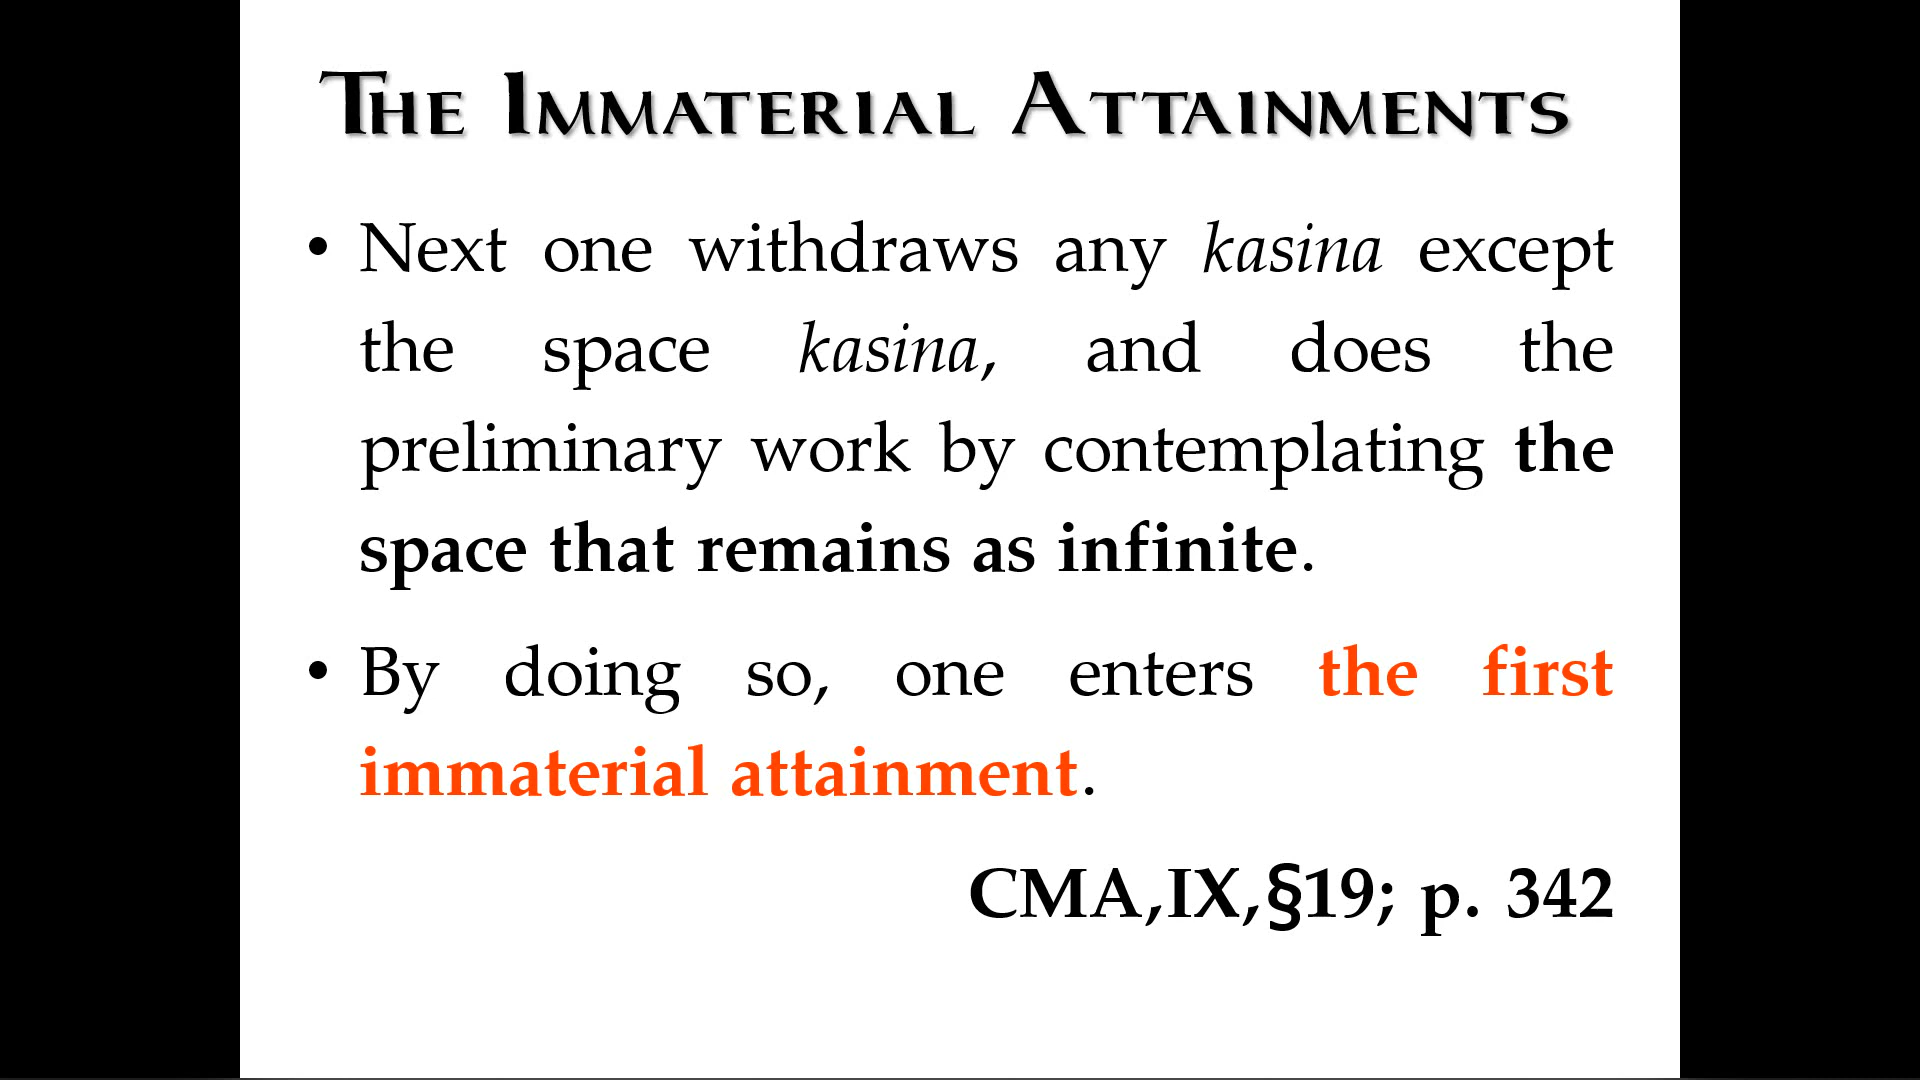 The Immaterial Attainments
• Next one withdraws any kasina except
the space kasina, and does the
preliminary work by contemplating the
space that remains as infinite.
• By doing so, one enters the first
immaterial attainment.
CMA,IX,§19; p. 342